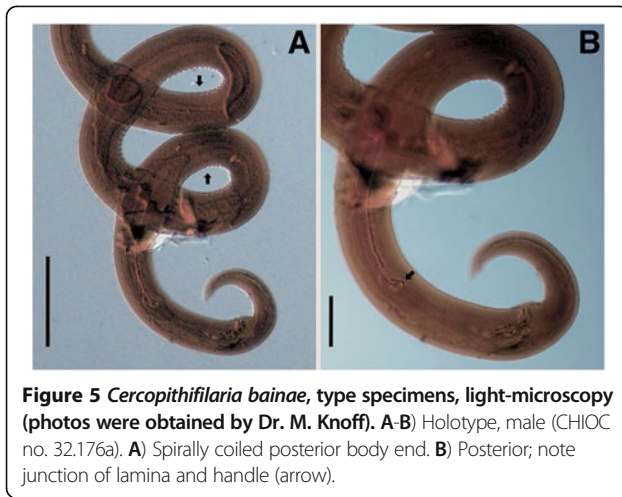 A
B
Figure 5 Cercopithifilaria bainae, type specimens, light-microscopy
(photos were obtained by Dr. M. Knoff). A-B) Holotype, male (CHIOC
no. 32.176a). A) Spirally coiled posterior body end. B) Posterior; note
junction of lamina and handle (arrow).